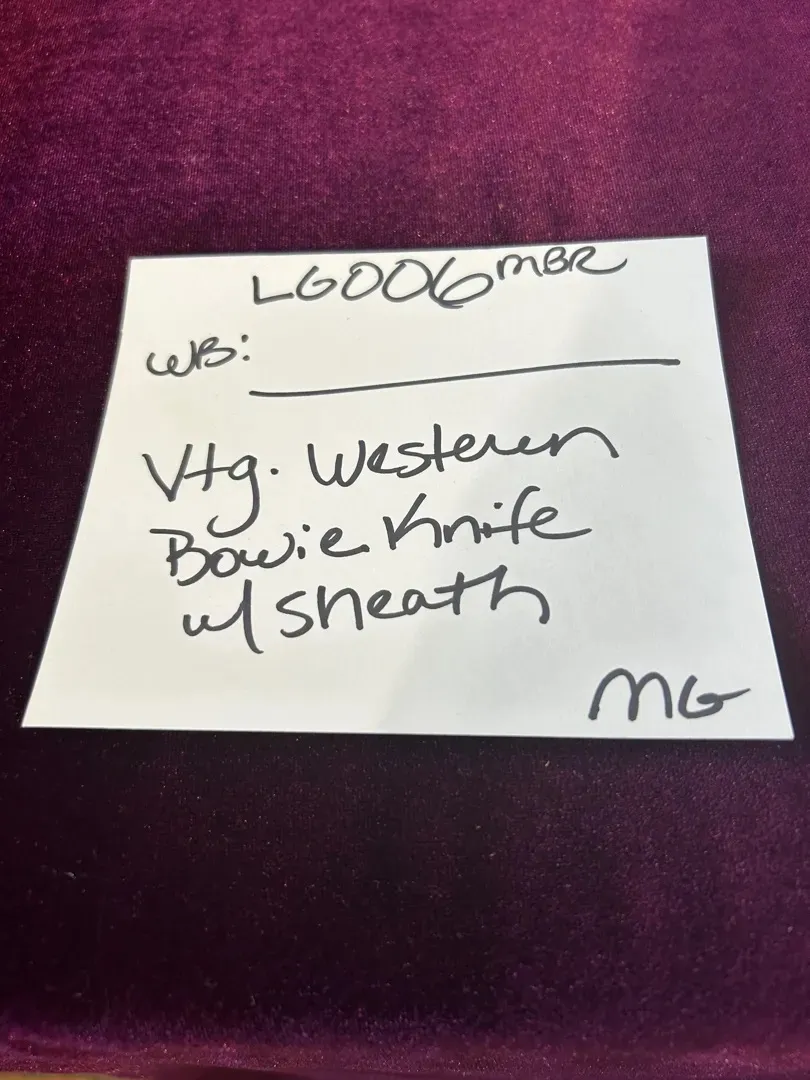 LG006MBR
WB:
Vtg. Western
Bowie Knife
w/ sheath
MG